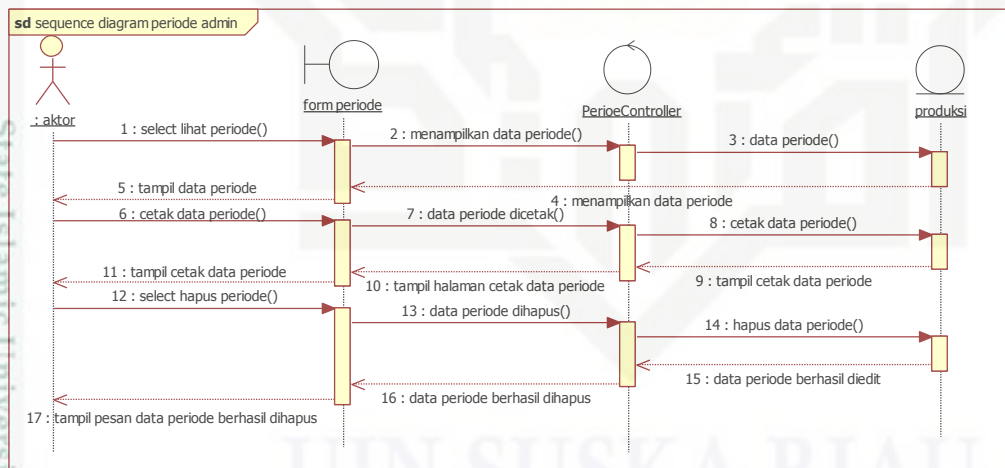 sd sequence diagram periode admin
: aktor
form periode
PerioeController
produksi
1 : select lihat periode()
2 : menampilkan data periode()
3 : data periode()
4 : menampilkan data periode
5 : tampil data periode
6 : cetak data periode()
7 : data periode dicetak()
8 : cetak data periode()
9 : tampil cetak data periode
10 : tampil halaman cetak data periode
11 : tampil cetak data periode
12 : select hapus periode()
13 : data periode dihapus()
14 : hapus data periode()
15 : data periode berhasil diedit
16 : data periode berhasil dihapus
17 : tampil pesan data periode berhasil dihapus
UIN SUSKA RIAU